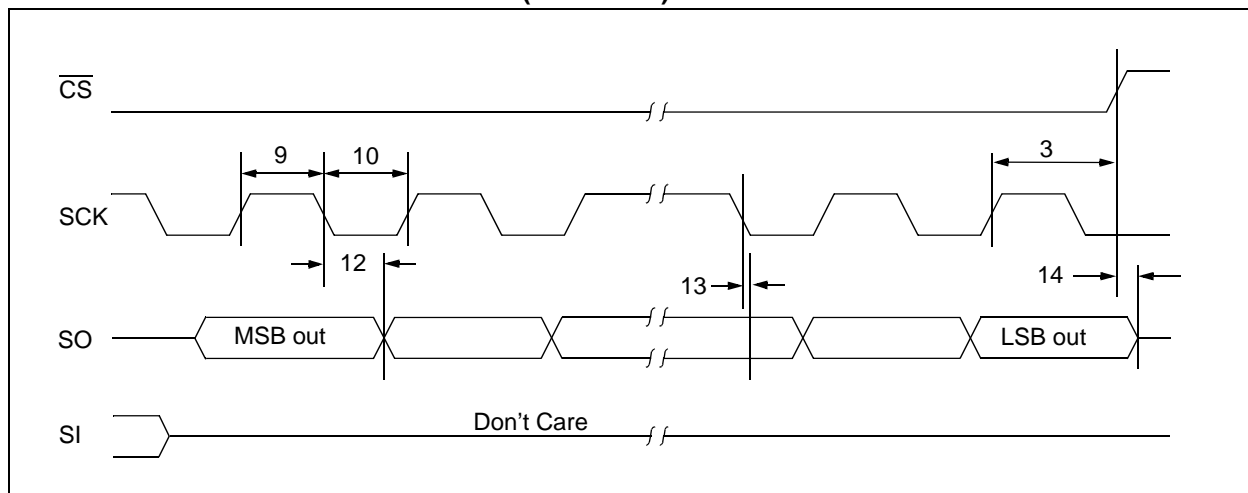 CS
9
10
3
SCK
12
13
14
SO
MSB out
LSB out
SI
Don't Care